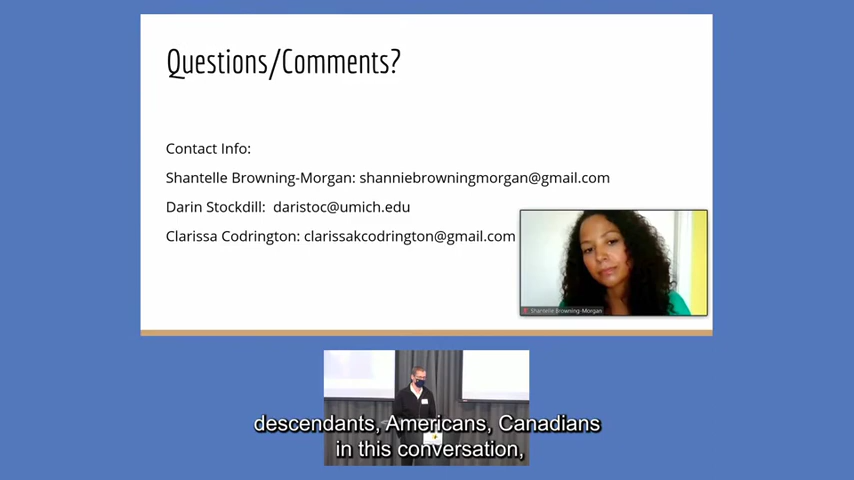 Questions/Comments?
Contact Info:
Shantelle Browning-Morgan: shanniebrowningmorgan@gmail.com
Darin Stockdill: daristoc@umich.edu
Clarissa Codrington: clarissakcodrington@gmail.com
Shantelle Browning-Morgan
descendants, Americans, Canadians
in this conversation,